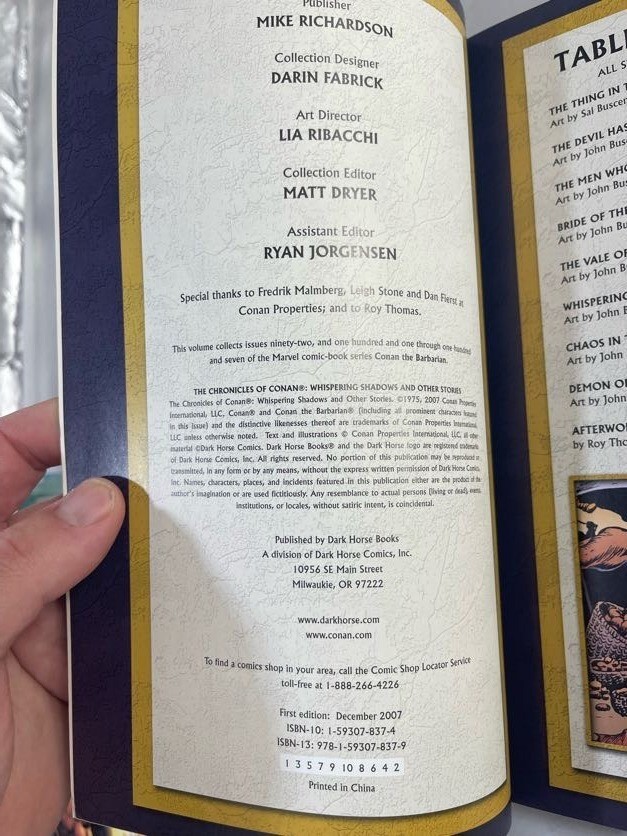 Publisher
MIKE RICHARDSON
Collection Designer
DARIN FABRICK
Art Director
LIA RIBACCHI
Collection Editor
MATT DRYER
Assistant Editor
RYAN JORGENSEN
Special thanks to Fredrik Malmberg, Leigh Stone and Dan Fierst at
Conan Properties; and to Roy Thomas.
This volume collects issues ninety-two, and one hundred and one through one hundred
and seven of the Marvel comic-book series Conan the Barbarian.
THE CHRONICLES OF CONAN®: WHISPERING SHADOWS AND OTHER STORIES
The Chronicles of Conan®: Whispering Shadows and Other Stories. ©1975, 2007 Conan Properties
International, LLC. Conan® and Conan the Barbarian® (including all prominent characters featured
in this issue) and the distinctive likenesses thereof are trademarks of Conan Properties International,
LLC unless otherwise noted. Text and illustrations © Conan Properties International, LLC, all other
material ©Dark Horse Comics. Dark Horse Books® and the Dark Horse logo are registered trademarks
of Dark Horse Comics, Inc. All rights reserved. No portion of this publication may be reproduced or
transmitted, in any form or by any means, without the express written permission of Dark Horse Comics,
Inc. Names, characters, places, and incidents featured in this publication either are the product of the
author's imagination or are used fictitiously. Any resemblance to actual persons (living or dead), events,
institutions, or locales, without satiric intent, is coincidental.
Published by Dark Horse Books
A division of Dark Horse Comics, Inc.
10956 SE Main Street
Milwaukie, OR 97222
www.darkhorse.com
www.conan.com
To find a comics shop in your area, call the Comic Shop Locator Service
toll-free at 1-888-266-4226
First edition: December 2007
ISBN-10: 1-59307-837-4
ISBN-13: 978-1-59307-837-9
1 3 5 7 9 10 8 6 4 2
Printed in China
TABL
ALL S
THE THING IN
Art by Sal Buscem
THE DEVIL HAS
Art by John Bus
THE MEN WHO
Art by John Bu
BRIDE OF THE
Art by John Bu
THE VALE OF
Art by John B
WHISPERING
Art by John B
CHAOS IN
Art by John
DEMON O
Art by John
AFTERWO
by Roy Tho